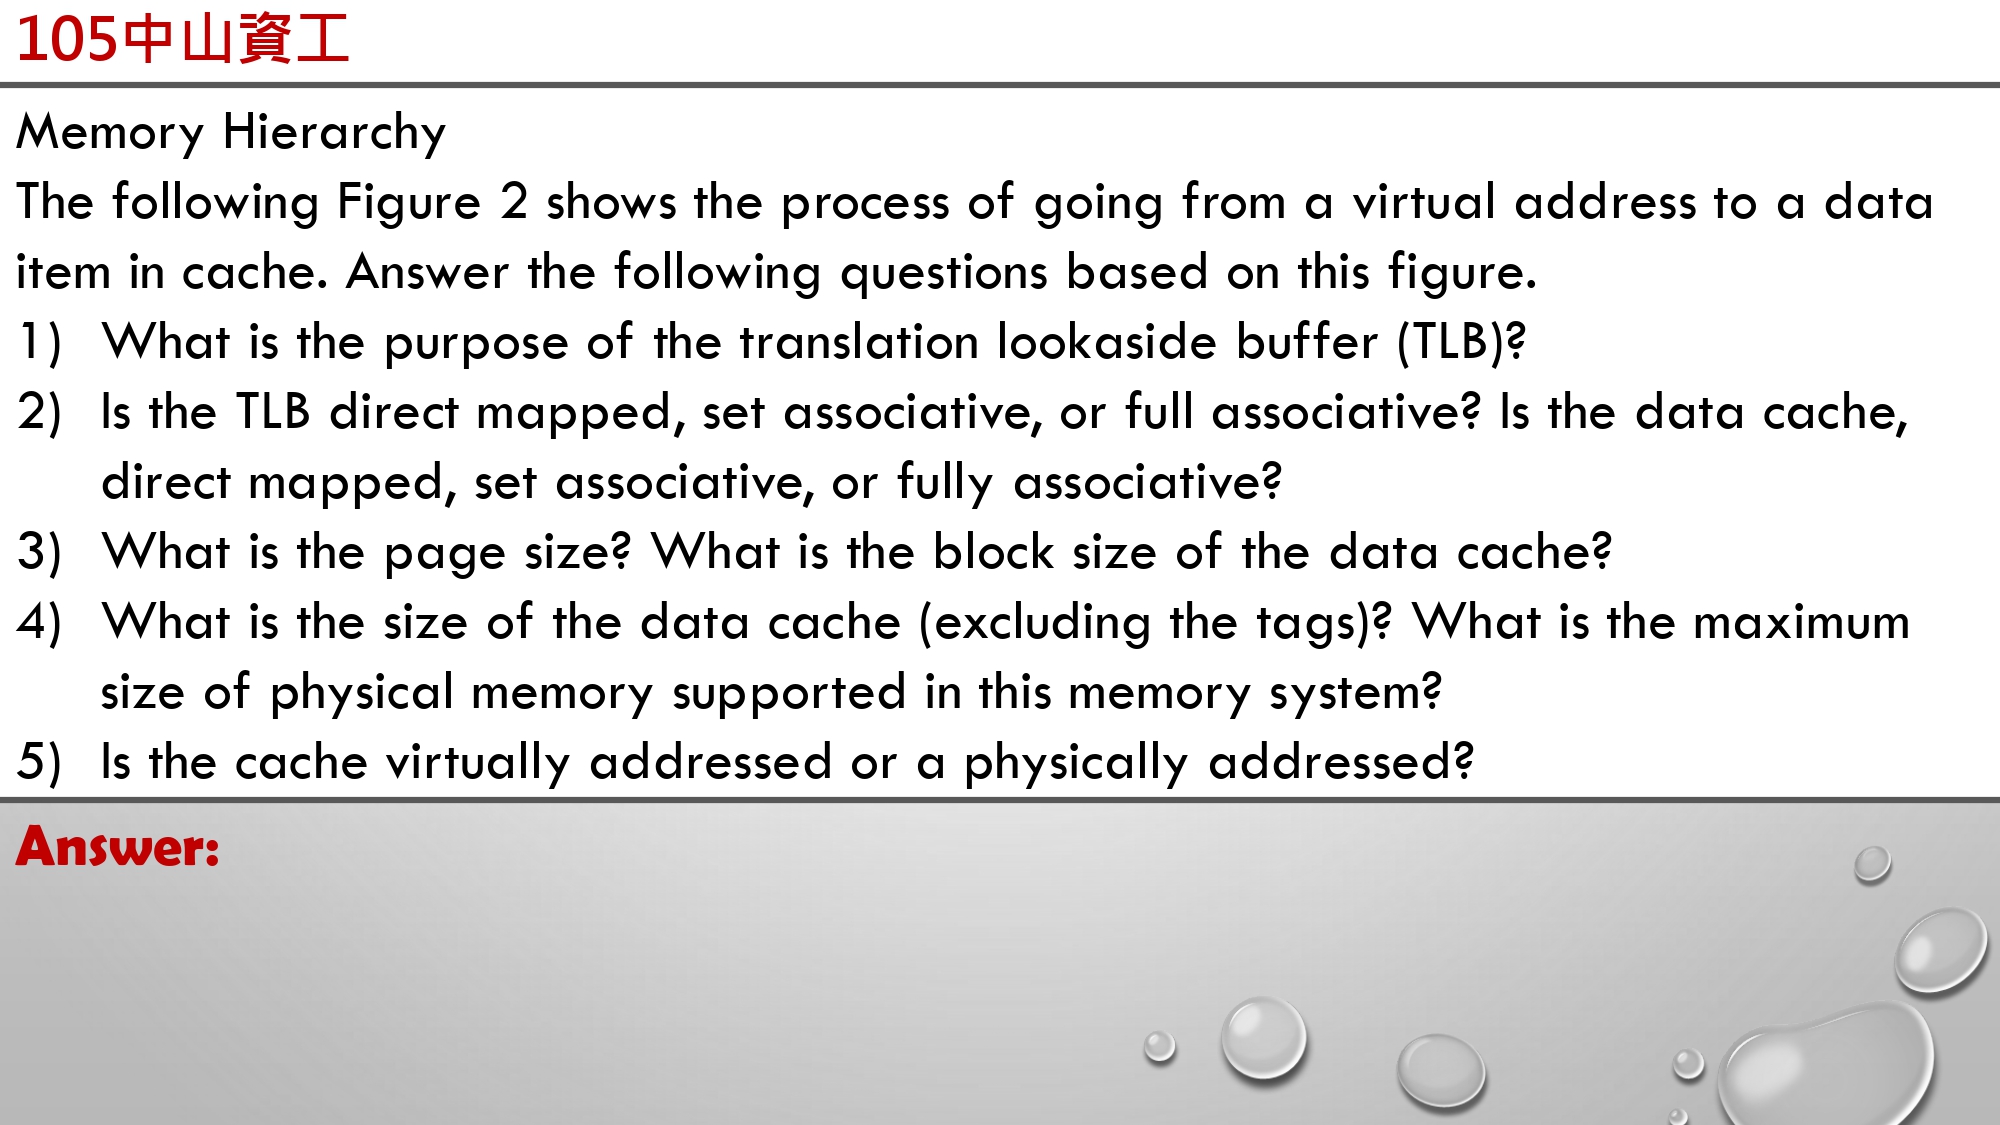 105中山資工
Memory Hierarchy
The following Figure 2 shows the process of going from a virtual address to a data
item in cache. Answer the following questions based on this figure.
1) What is the purpose of the translation lookaside buffer (TLB)?
2) Is the TLB direct mapped, set associative, or full associative? Is the data cache,
direct mapped, set associative, or fully associative?
3) What is the page size? What is the block size of the data cache?
4) What is the size of the data cache (excluding the tags)? What is the maximum
size of physical memory supported in this memory system?
5) Is the cache virtually addressed or a physically addressed?
Answer: